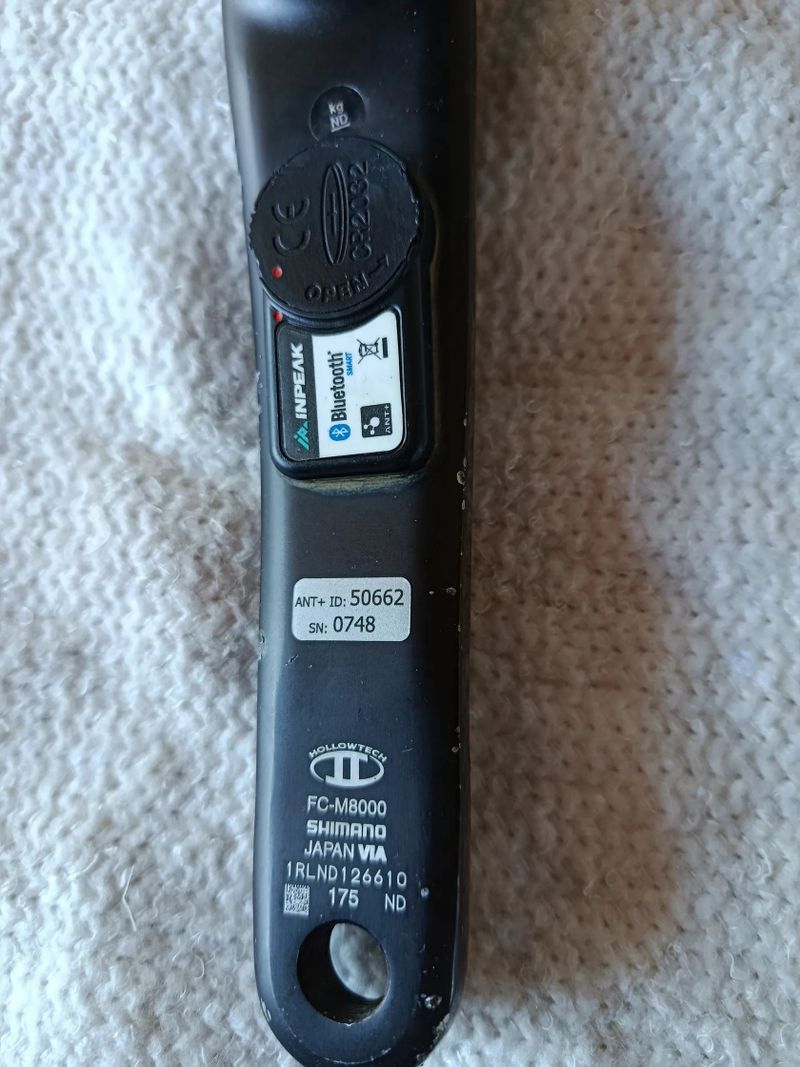 kg
ND
CE
CR2032
OPEN
INPEAK
Bluetooth®
SMART
ANT+
ANT+ ID: 50662
SN: 0748
HOLLOWTECH
II
FC-M8000
SHIMANO
JAPAN VIA
1RLND126610
175 ND